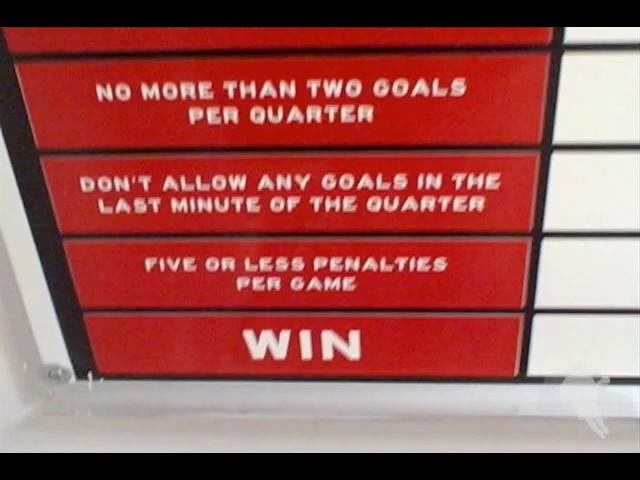 NO MORE THAN TWO GOALS
PER QUARTER
DON'T ALLOW ANY GOALS IN THE
LAST MINUTE OF THE QUARTER
FIVE OR LESS PENALTIES
PER GAME
WIN